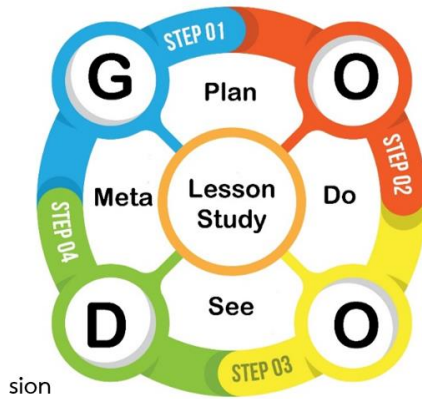 STEP 01
G
O
Plan
Meta
Lesson
Study
Do
STEP 02
STEP 04
See
D
O
STEP 03
sion